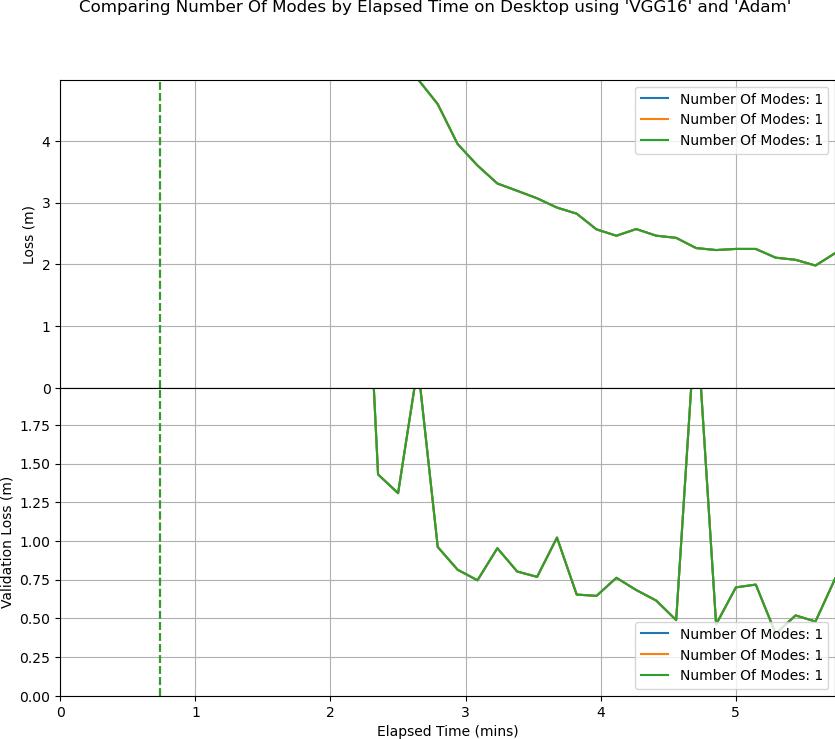 Comparing Number Of Modes by Elapsed Time on Desktop using 'VGG16' and 'Adam'
Number Of Modes: 1
Number Of Modes: 1
Number Of Modes: 1
4
3
2
1
0
Loss (m)
1.75
1.50
1.25
1.00
0.75
0.50
0.25
0.00
Validation Loss (m)
Number Of Modes: 1
Number Of Modes: 1
Number Of Modes: 1
0 1 2 3 4 5
Elapsed Time (mins)